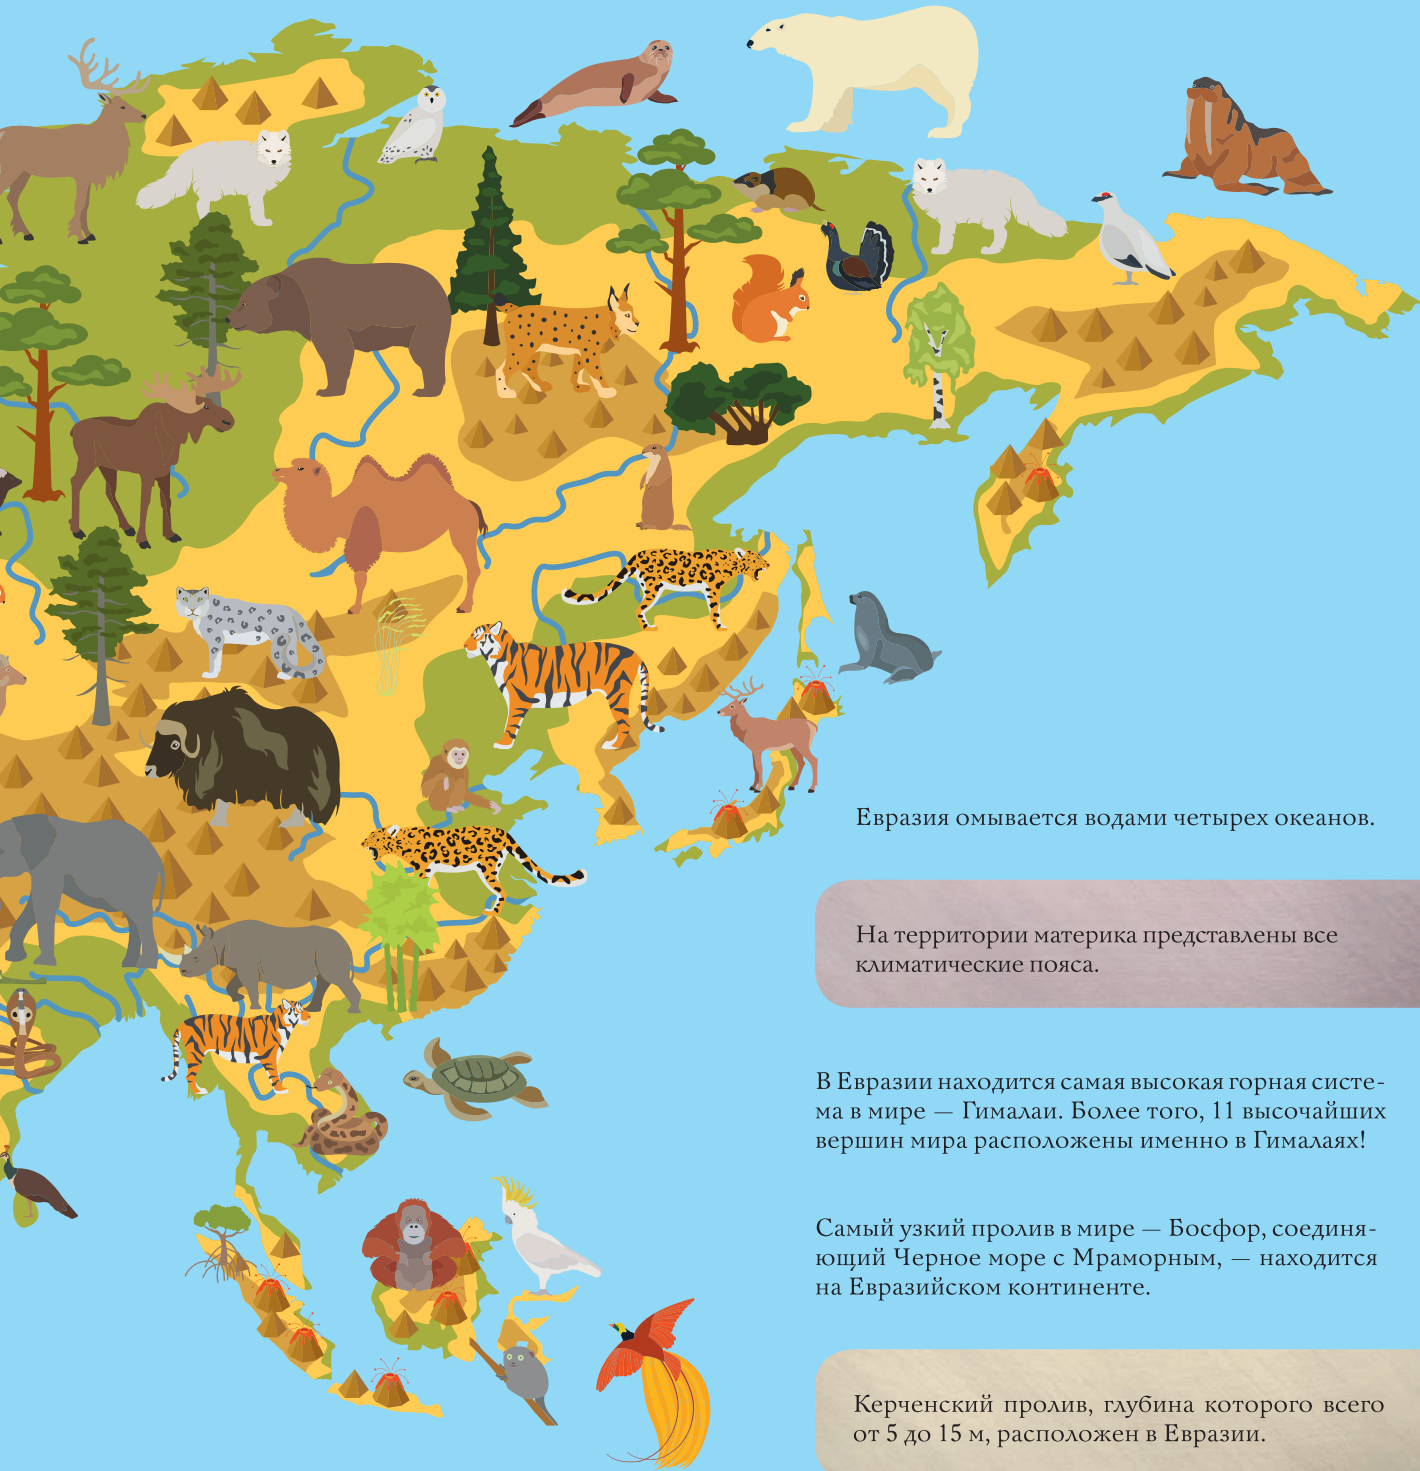 Евразия омывается водами четырех океанов.
На территории материка представлены все
климатические пояса.
В Евразии находится самая высокая горная систе-
ма в мире — Гималаи. Более того, 11 высочайших
вершин мира расположены именно в Гималаях!
Самый узкий пролив в мире — Босфор, соединя-
ющий Черное море с Мраморным, — находится
на Евразийском континенте.
Керченский пролив, глубина которого всего
от 5 до 15 м, расположен в Евразии.